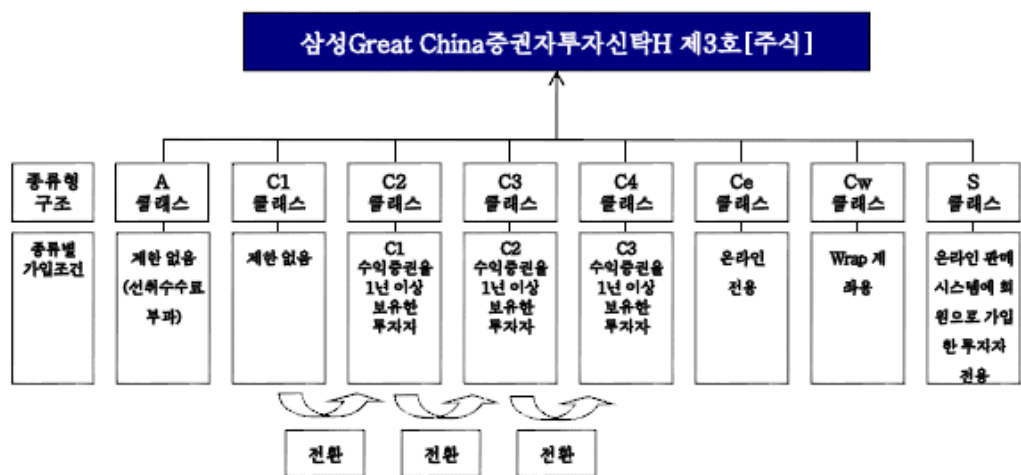 삼성Great China증권자투자신탁H 제3호[주식]
종류형
구조
A
클래스
C1
클래스
C2
클래스
C3
클래스
C4
클래스
Ce
클래스
Cw
클래스
S
클래스
종류별
가입조건
제한 없음
(선취수수료
부과)
제한 없음
C1
수익증권을
1년 이상
보유한
투자자
C2
수익증권을
1년 이상
보유한
투자자
C3
수익증권을
1년 이상
보유한
투자자
온라인
전용
Wrap 계
좌용
온라인 판매
시스템에 회
원으로 가입
한 투자자
전용
전환
전환
전환